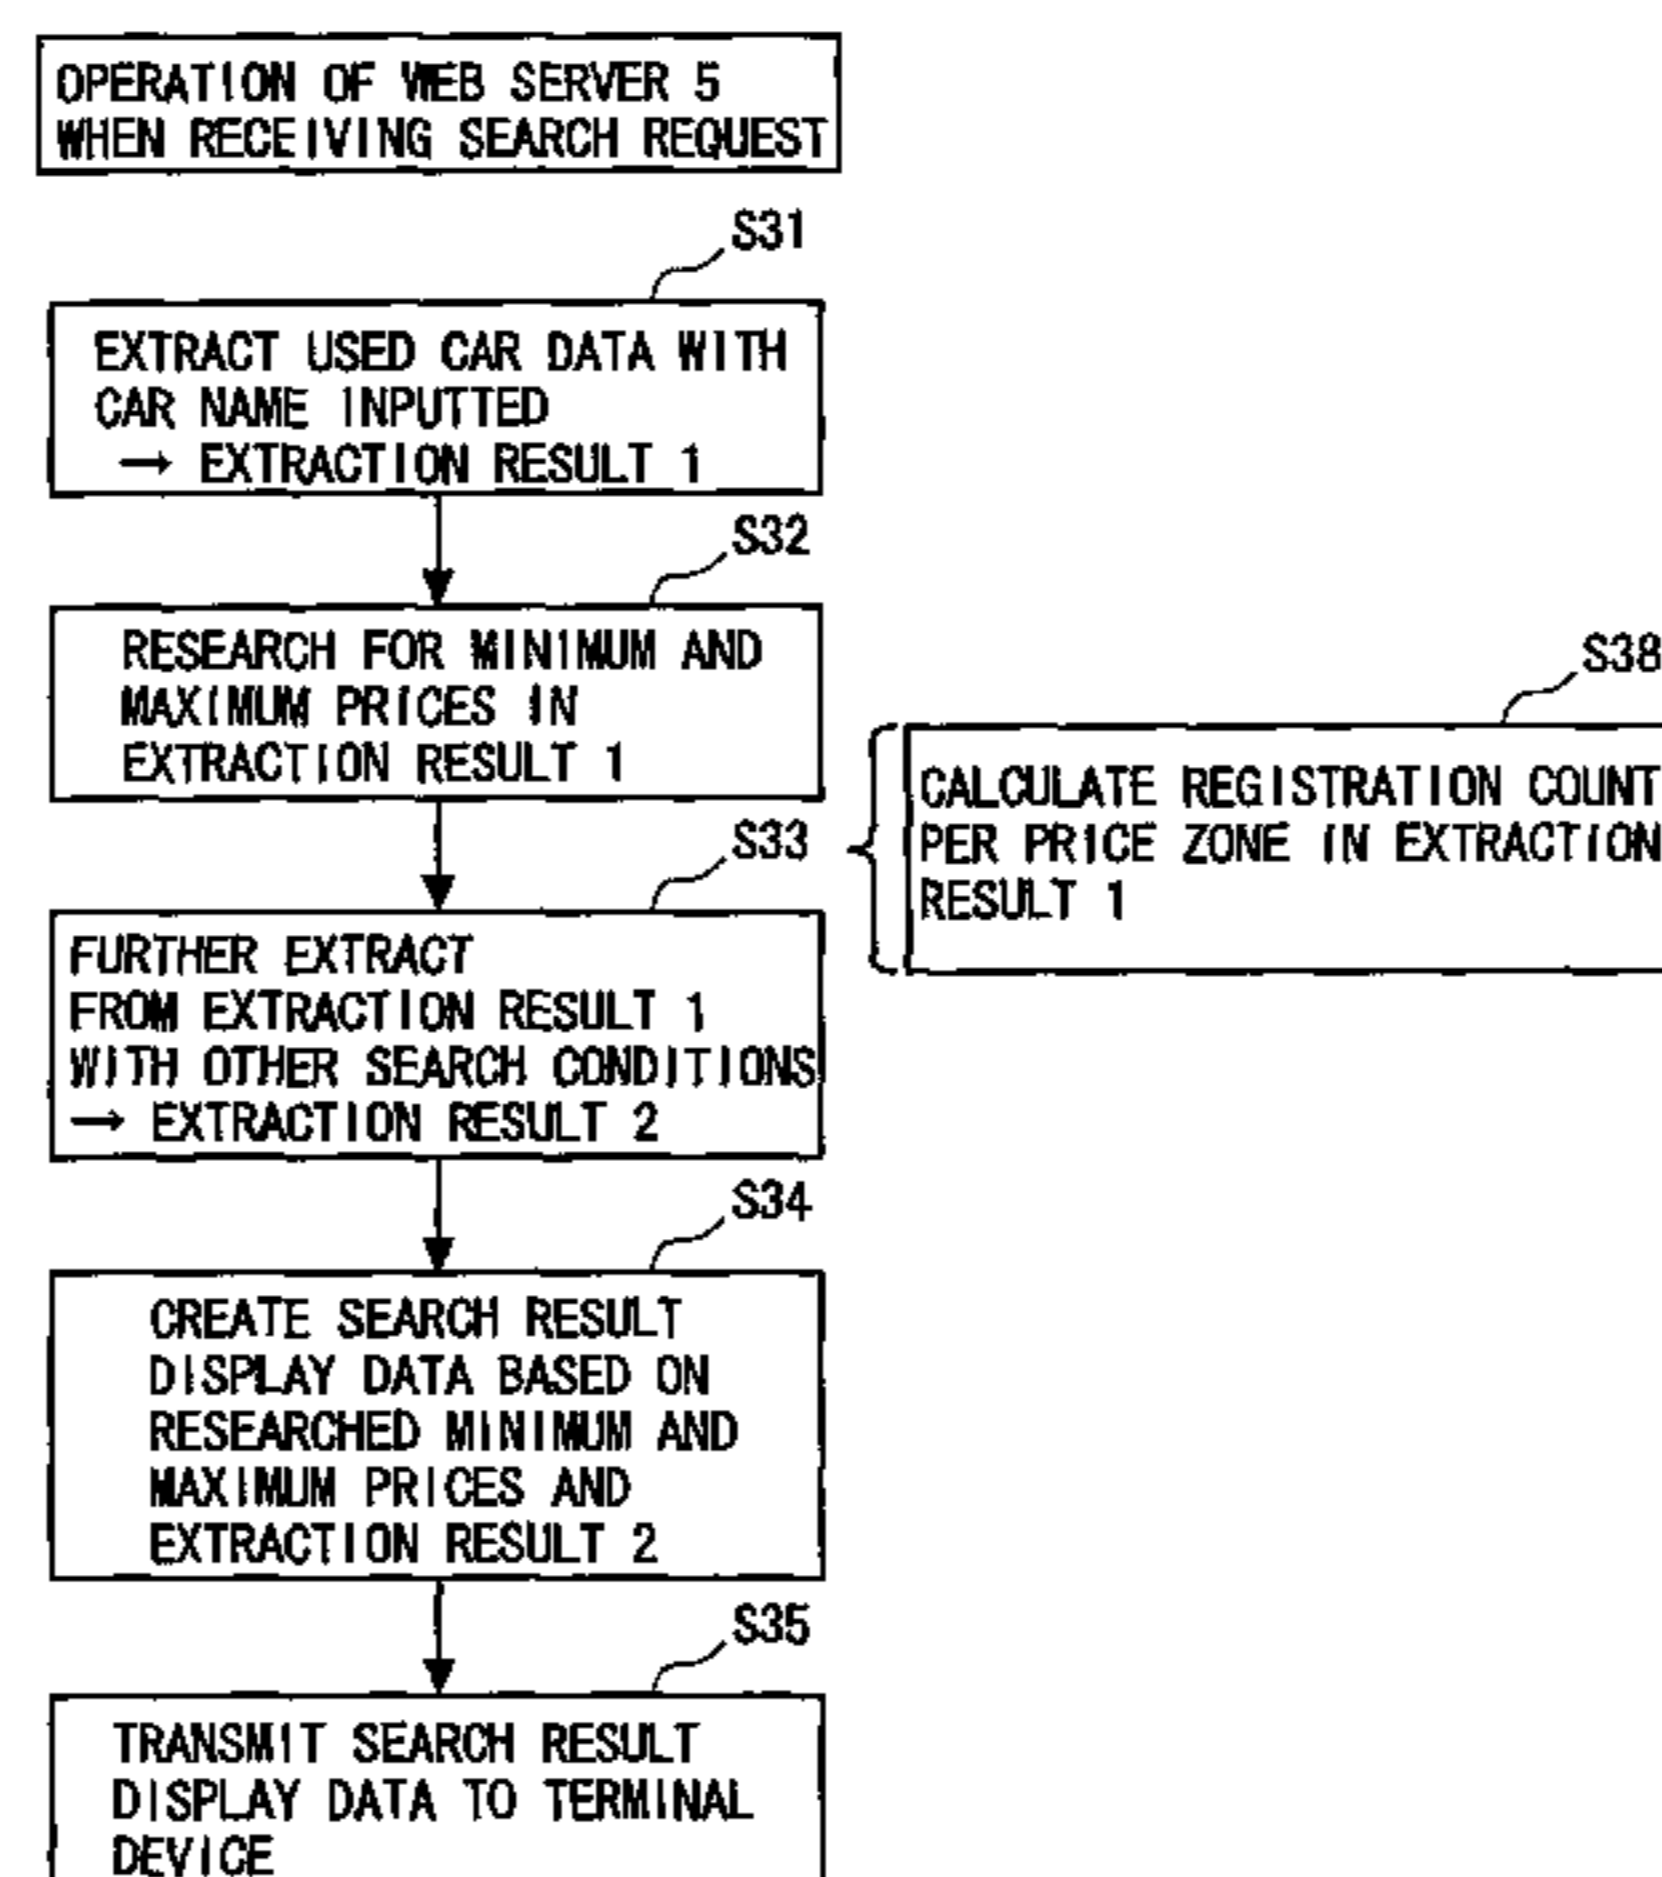 OPERATION OF WEB SERVER 5
WHEN RECEIVING SEARCH REQUEST
S31
EXTRACT USED CAR DATA WITH
CAR NAME INPUTTED
→ EXTRACTION RESULT 1
S32
RESEARCH FOR MINIMUM AND
MAXIMUM PRICES IN
EXTRACTION RESULT 1
S38
CALCULATE REGISTRATION COUNT
PER PRICE ZONE IN EXTRACTION
RESULT 1
S33
FURTHER EXTRACT
FROM EXTRACTION RESULT 1
WITH OTHER SEARCH CONDITIONS
→ EXTRACTION RESULT 2
S34
CREATE SEARCH RESULT
DISPLAY DATA BASED ON
RESEARCHED MINIMUM AND
MAXIMUM PRICES AND
EXTRACTION RESULT 2
S35
TRANSMIT SEARCH RESULT
DISPLAY DATA TO TERMINAL
DEVICE